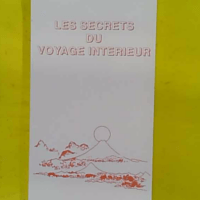 LES SECRETS
DU
VOYAGE INTERIEUR